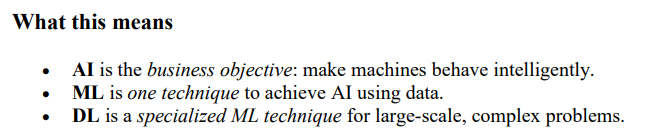 What this means
• AI is the business objective: make machines behave intelligently.
• ML is one technique to achieve AI using data.
• DL is a specialized ML technique for large-scale, complex problems.